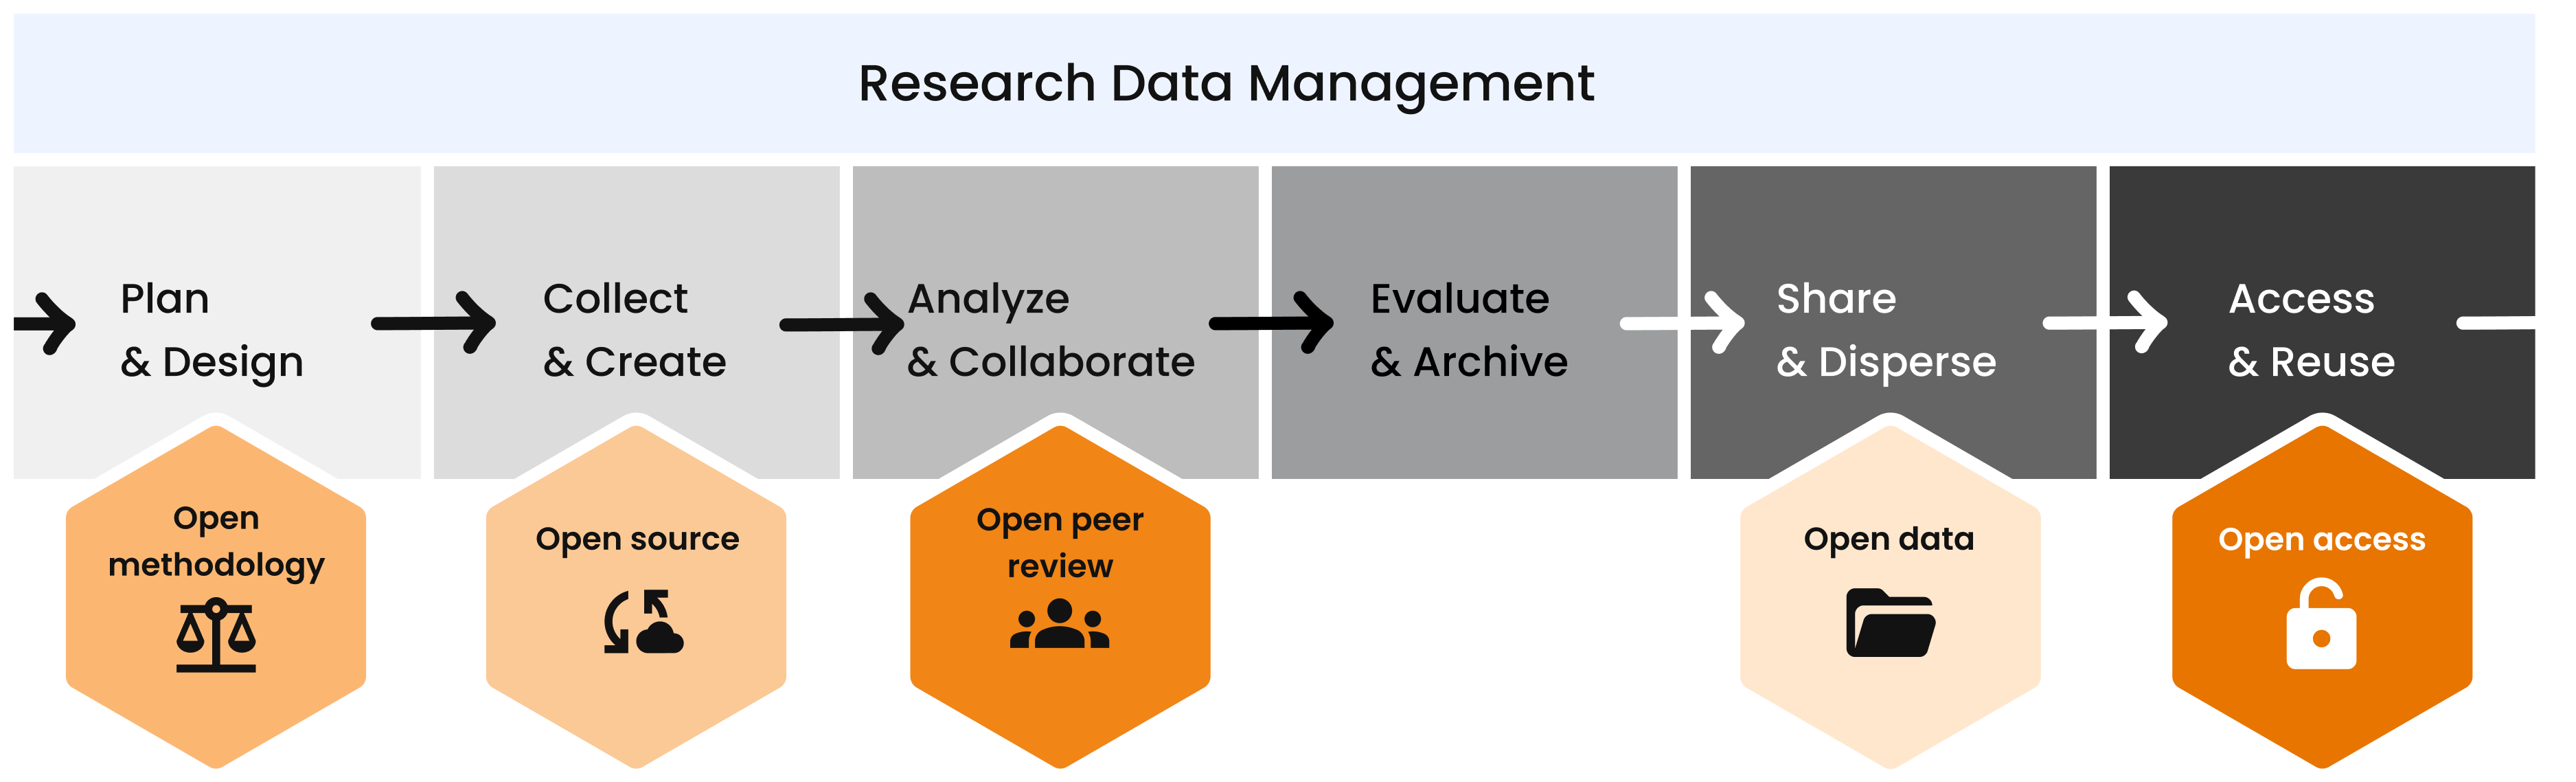 Research Data Management
Plan
& Design
Collect
& Create
Analyze
& Collaborate
Evaluate
& Archive
Share
& Disperse
Access
& Reuse
Open
methodology
Open source
Open peer
review
Open data
Open access